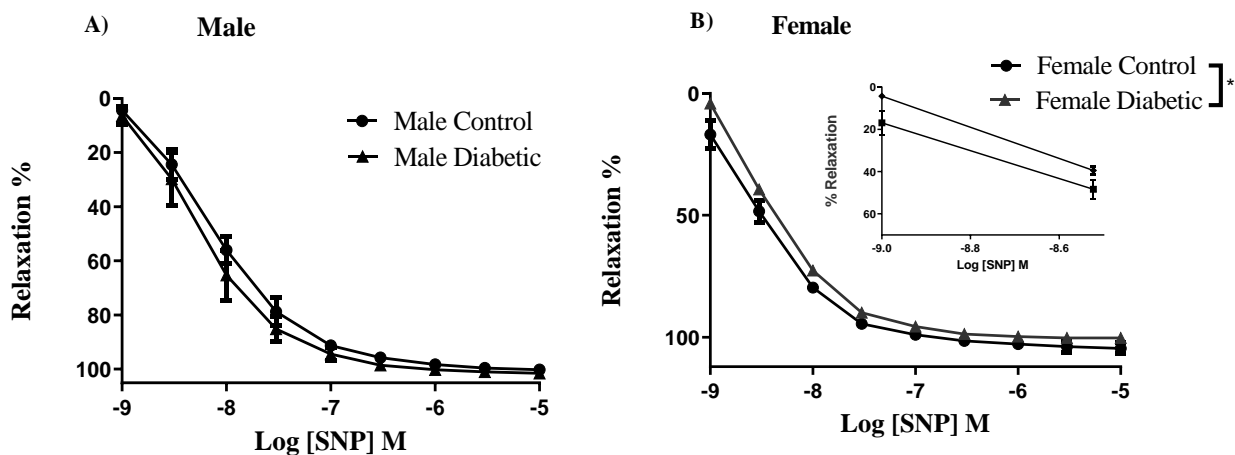 A)
Male
Male Control
Male Diabetic
0
20
40
60
80
100
Relaxation %
-9
-8
-7
-6
-5
Log [SNP] M
B)
Female
Female Control
Female Diabetic
*
0
50
100
Relaxation %
-9
-8
-7
-6
-5
Log [SNP] M
0
20
40
60
% Relaxation
-9.0
-8.8
-8.6
Log [SNP] M